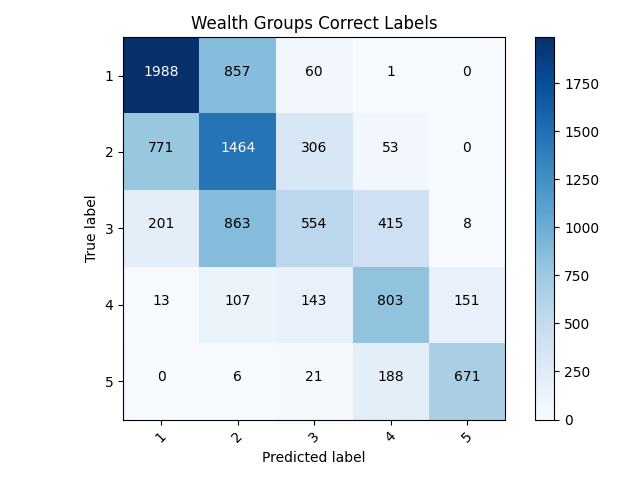 Wealth Groups Correct Labels
True label
1 1988 857 60 1 0
2 771 1464 306 53 0
3 201 863 554 415 8
4 13 107 143 803 151
5 0 6 21 188 671
1 2 3 4 5
Predicted label
1750
1500
1250
1000
750
500
250
0